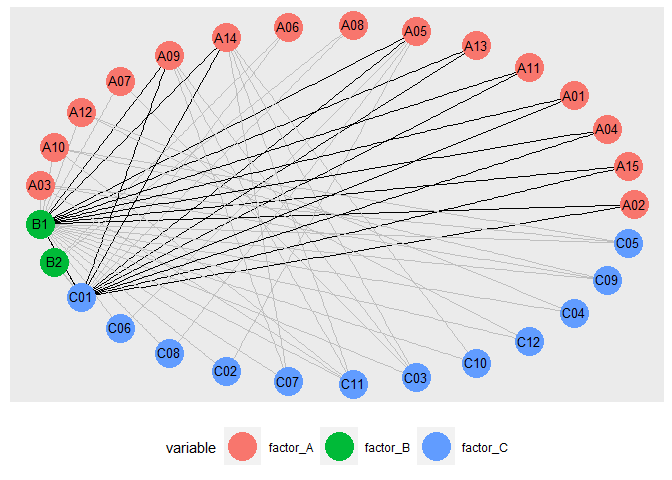 A06 A08
A14 A05
A09 A13
A07 A11
A12 A01
A10 A04
A03 A15
B1 A02
B2 C05
C01 C09
C06 C04
C08 C12
C02 C10
C07 C11 C03
variable factor_A factor_B factor_C